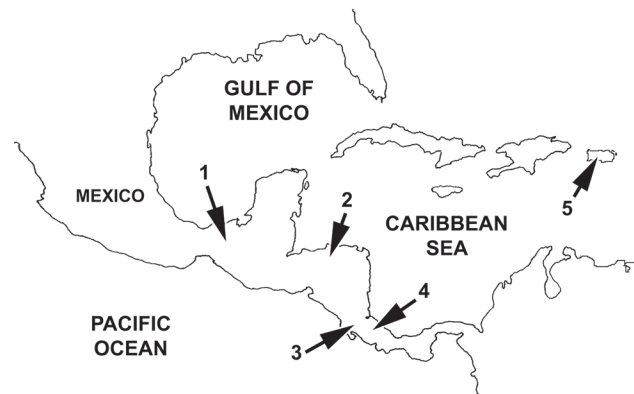 GULF OF
MEXICO
1
MEXICO
2
5
CARIBBEAN
SEA
4
PACIFIC
OCEAN
3